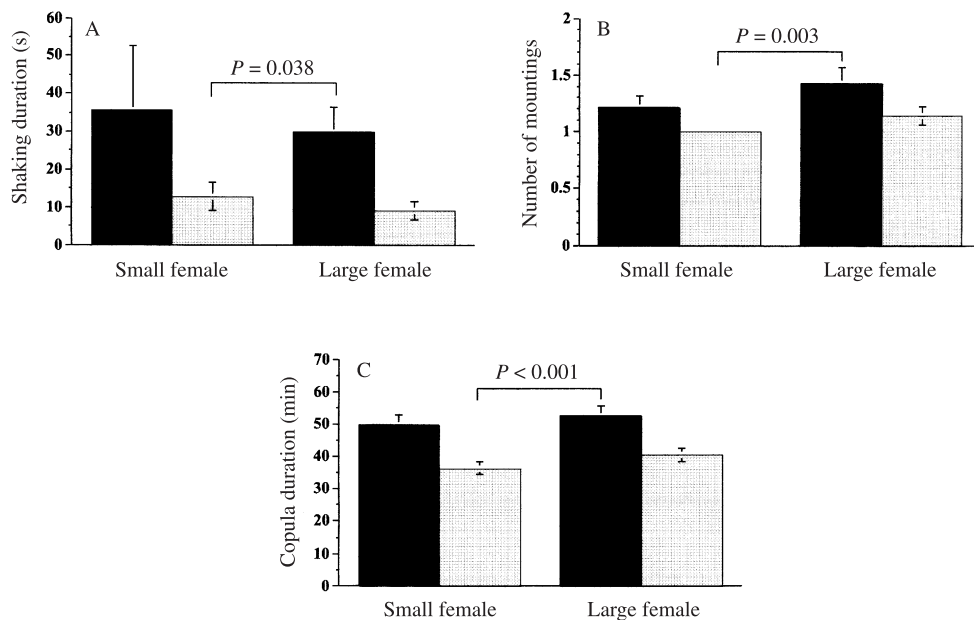 A
Shaking duration (s)
60
50
40
30
20
10
0
P = 0.038
Small female
Large female
B
Number of mountings
2
1.5
1
0.5
0
P = 0.003
Small female
Large female
C
Copula duration (min)
70
60
50
40
30
20
10
0
P < 0.001
Small female
Large female